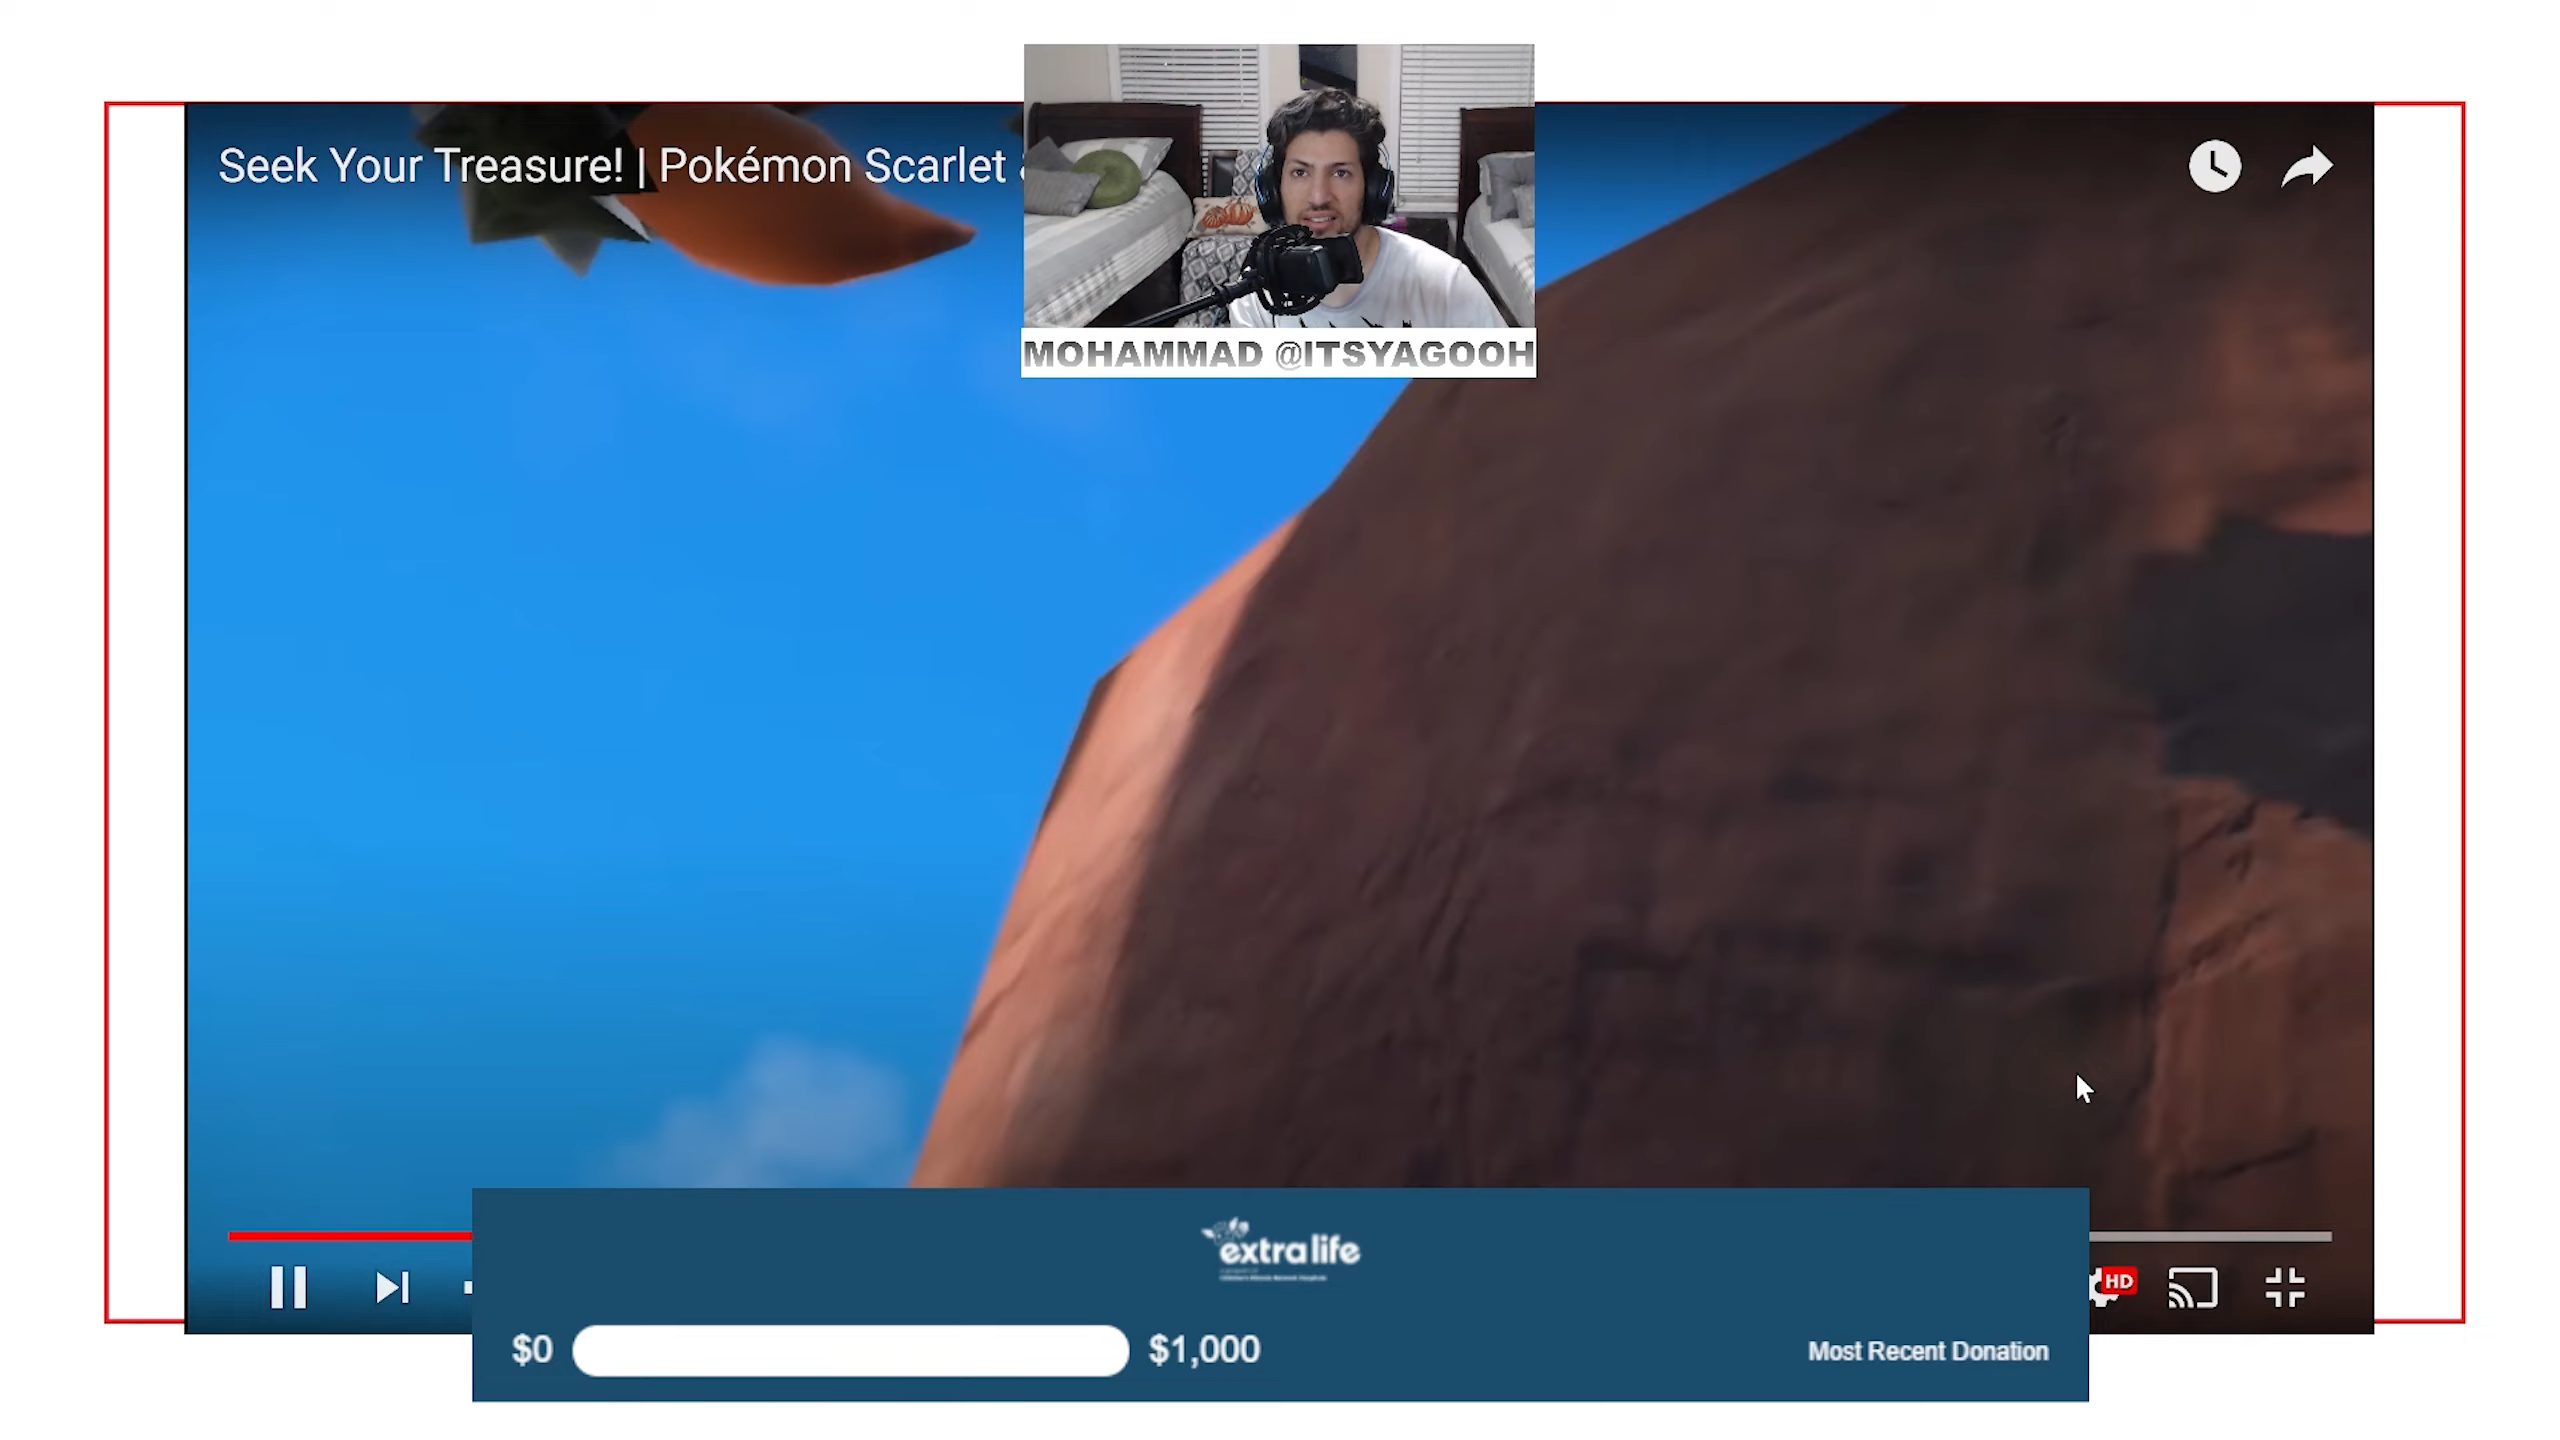 Seek Your Treasure! | Pokémon Scarlet
MOHAMMAD @ITSYAGOOH
extra life
HD
$0
$1,000
Most Recent Donation